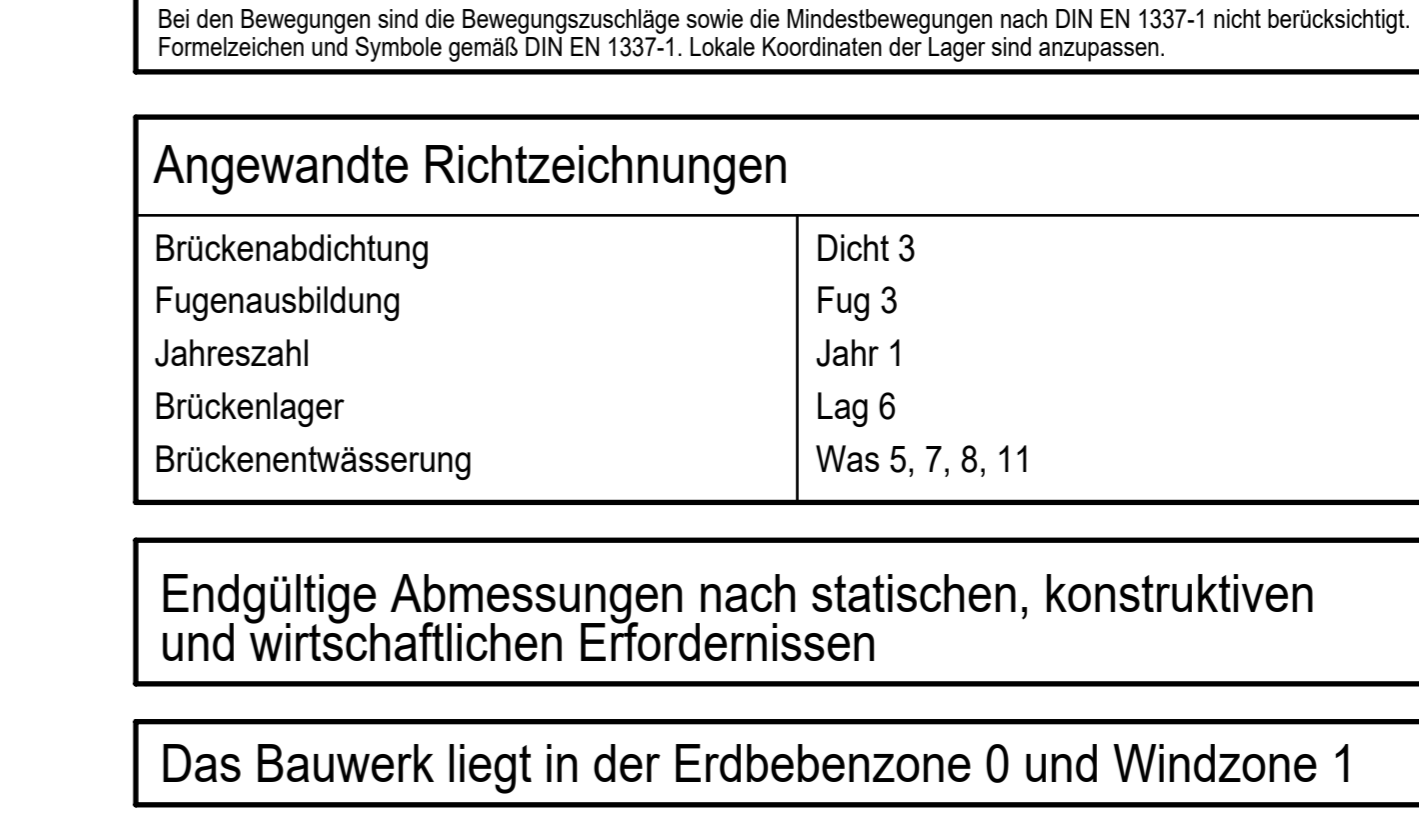 Bei den Bewegungen sind die Bewegungszuschläge sowie die Mindestbewegungen nach DIN EN 1337-1 nicht berücksichtigt.
Formelzeichen und Symbole gemäß DIN EN 1337-1. Lokale Koordinaten der Lager sind anzupassen.
Angewandte Richtzeichnungen
Brückenabdichtung Dicht 3
Fugenausbildung Fug 3
Jahreszahl Jahr 1
Brückenlager Lag 6
Brückenentwässerung Was 5, 7, 8, 11
Endgültige Abmessungen nach statischen, konstruktiven
und wirtschaftlichen Erfordernissen
Das Bauwerk liegt in der Erdbebenzone 0 und Windzone 1